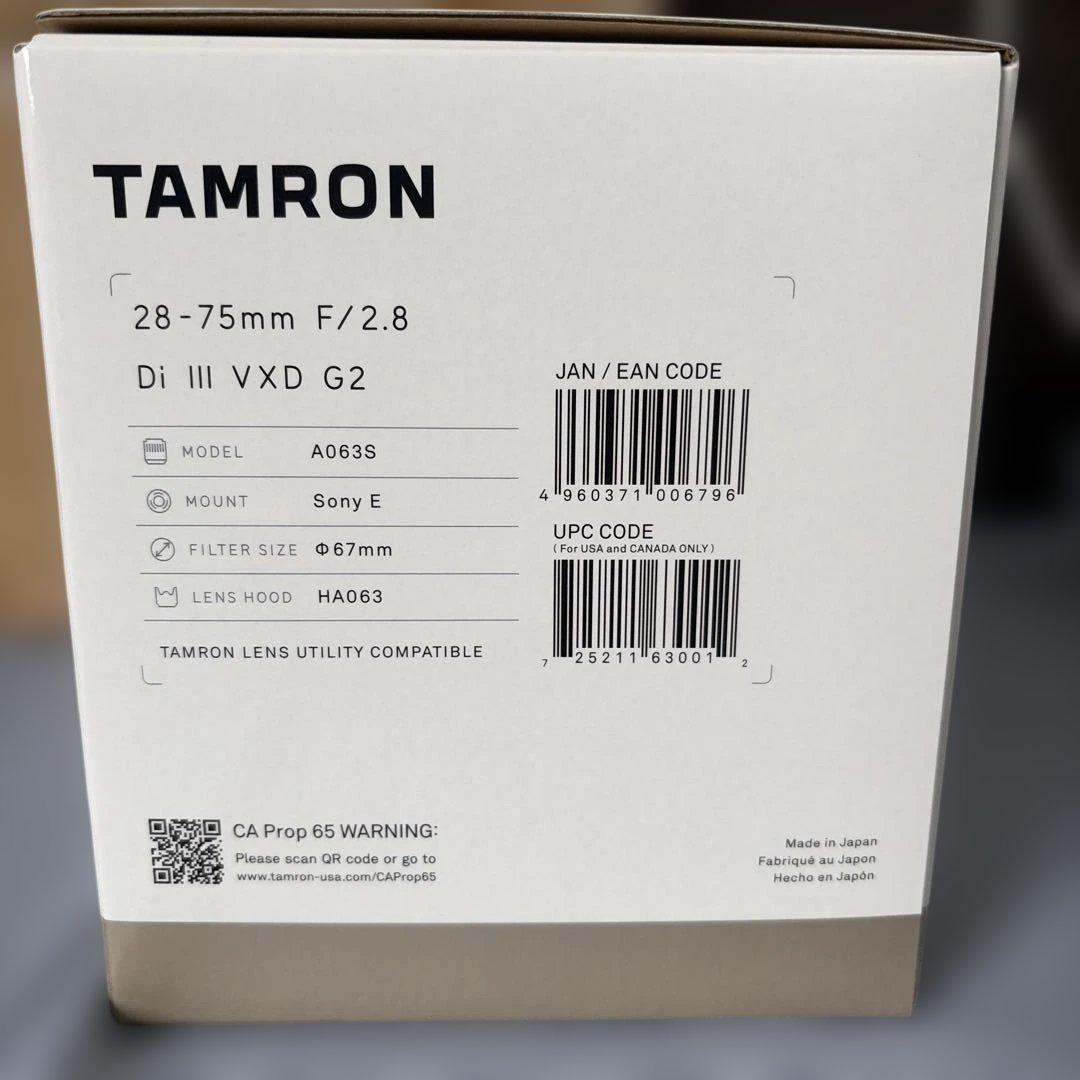 TAMRON
28-75mm F/2.8
Di III VXD G2
MODEL A063S
MOUNT Sony E
FILTER SIZE Φ67mm
LENS HOOD HA063
TAMRON LENS UTILITY COMPATIBLE
JAN / EAN CODE
4 960371 006796
UPC CODE
(For USA and CANADA ONLY)
7 25211 63001 2
CA Prop 65 WARNING:
Please scan QR code or go to
www.tamron-usa.com/CAProp65
Made in Japan
Fabriqué au Japon
Hecho en Japón